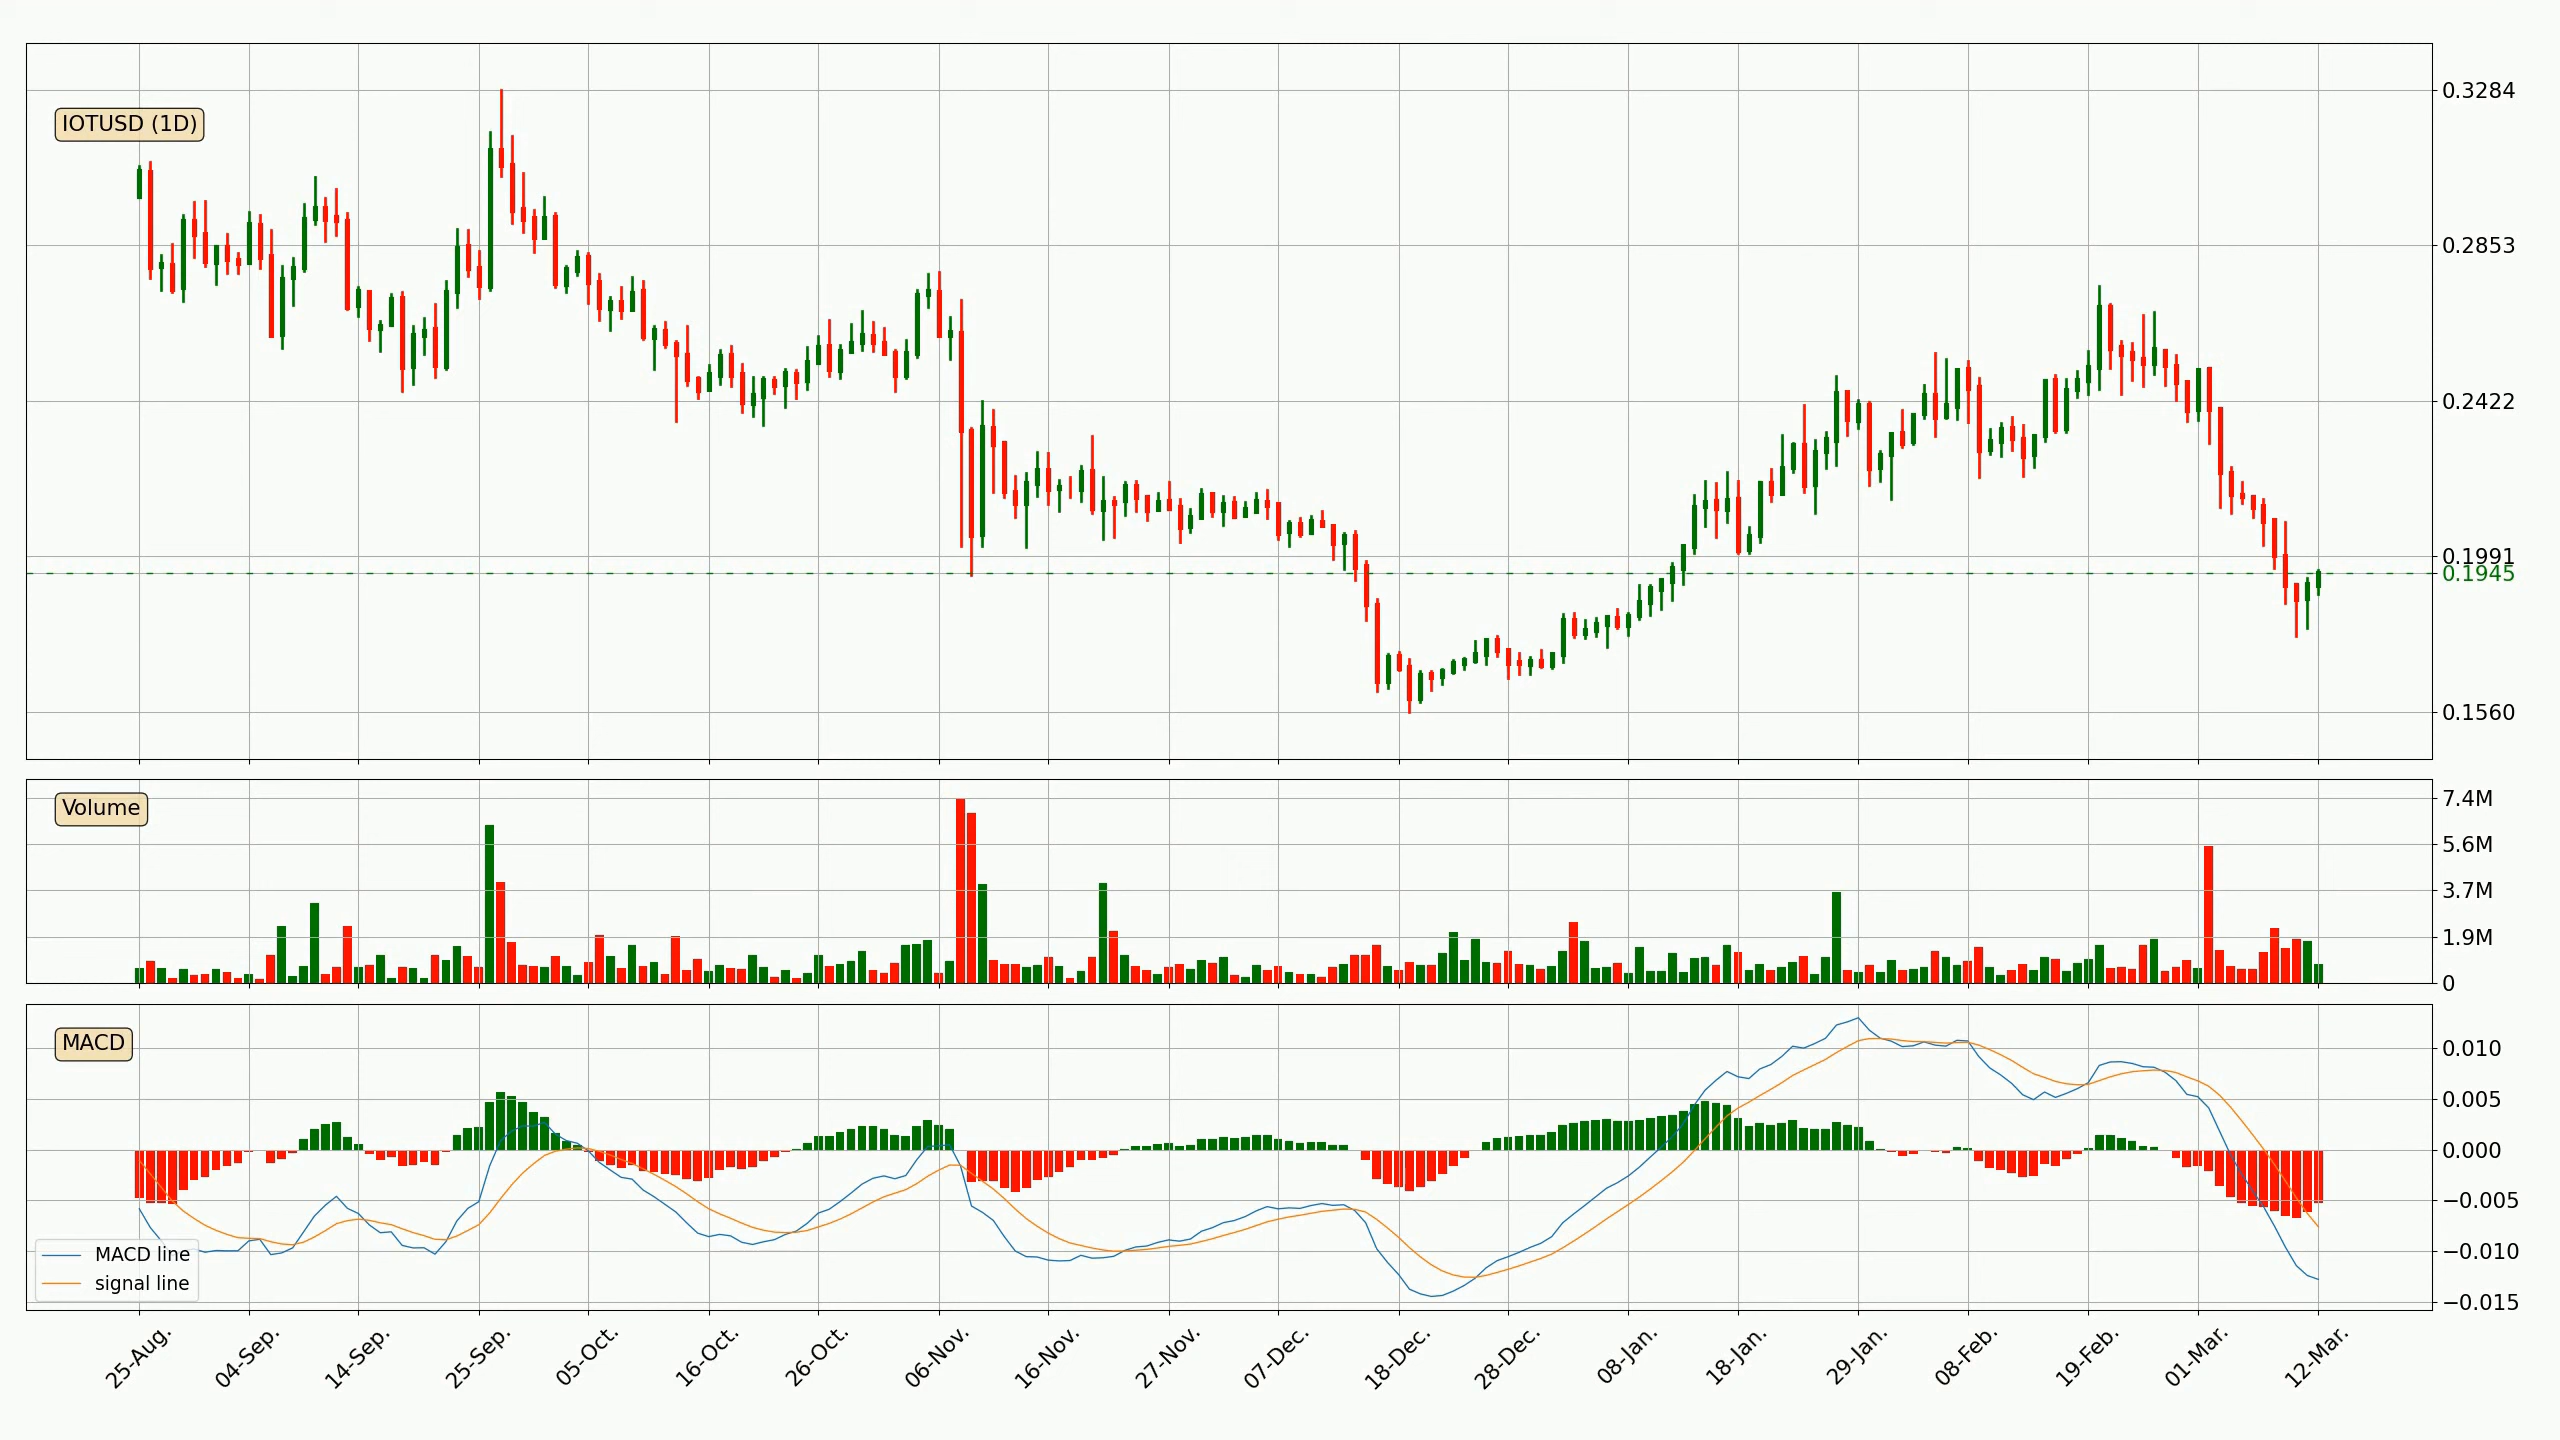 IOTUSD (1D)
0.3284
0.2853
0.2422
0.1991
0.1945
0.1560
Volume
7.4M
5.6M
3.7M
1.9M
0
MACD
0.010
0.005
0.000
−0.005
−0.010
−0.015
MACD line
signal line
25-Aug.
04-Sep.
14-Sep.
25-Sep.
05-Oct.
16-Oct.
26-Oct.
06-Nov.
16-Nov.
27-Nov.
07-Dec.
18-Dec.
28-Dec.
08-Jan.
18-Jan.
29-Jan.
08-Feb.
19-Feb.
01-Mar.
12-Mar.